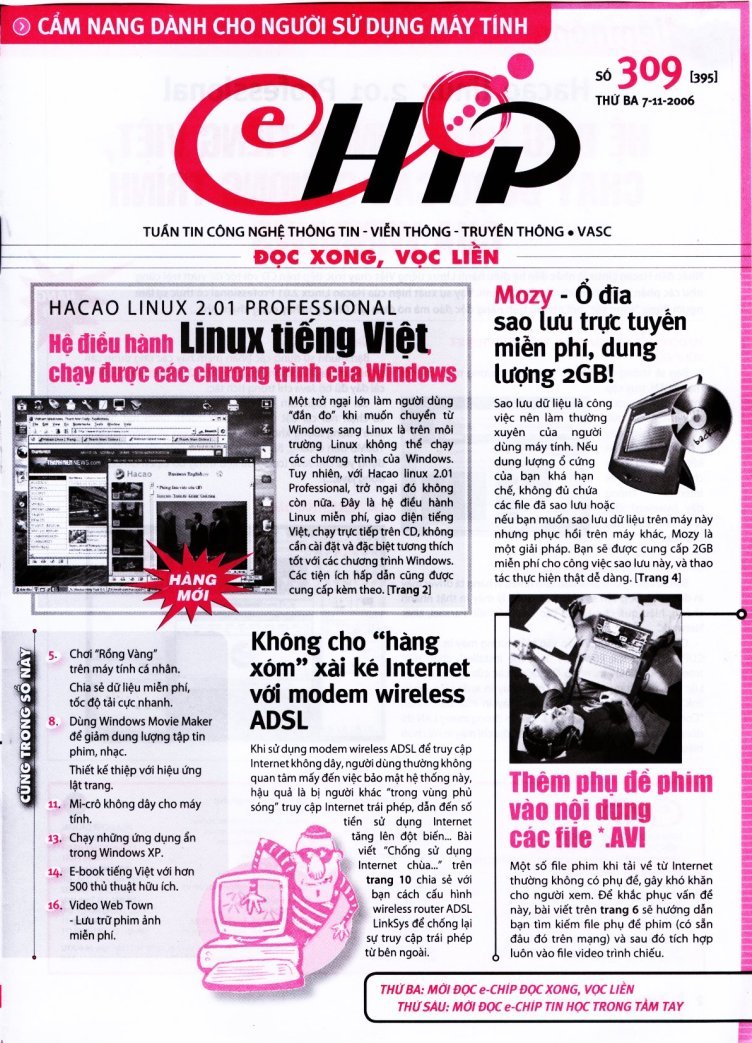 CẨM NANG DÀNH CHO NGƯỜI SỬ DỤNG MÁY TÍNH
eCHÍP
SỐ 309 [395]
THỨ BA 7-11-2006
TUẦN TIN CÔNG NGHỆ THÔNG TIN - VIỄN THÔNG - TRUYỀN THÔNG • VASC
ĐỌC XONG, VỌC LIỀN
HACAO LINUX 2.01 PROFESSIONAL
Hệ điều hành Linux tiếng Việt,
chạy được các chương trình của Windows
Một trở ngại lớn làm người dùng
“đắn đo” khi muốn chuyển từ
Windows sang Linux là trên môi
trường Linux không thể chạy
các chương trình của Windows.
Tuy nhiên, với Hacao linux 2.01
Professional, trở ngại đó không
còn nữa. Đây là hệ điều hành
Linux miễn phí, giao diện tiếng
Việt, chạy trực tiếp trên CD, không
cần cài đặt và đặc biệt tương thích
tốt với các chương trình Windows.
Các tiện ích hấp dẫn cũng được
cung cấp kèm theo. [Trang 2]
Hacao
HÀNG
MỚI
Mozy - Ổ đĩa
sao lưu trực tuyến
miễn phí, dung
lượng 2GB!
Sao lưu dữ liệu là công
việc nên làm thường
xuyên của người
dùng máy tính. Nếu
dung lượng ổ cứng
của bạn khá hạn
chế, không đủ chứa
các file đã sao lưu hoặc
nếu bạn muốn sao lưu dữ liệu trên máy này
nhưng phục hồi trên máy khác, Mozy là
một giải pháp. Bạn sẽ được cung cấp 2GB
miễn phí cho công việc sao lưu này, và thao
tác thực hiện thật dễ dàng. [Trang 4]
CŨNG TRONG SỐ NÀY
5. Chơi “Rồng Vàng”
trên máy tính cá nhân.
Chia sẻ dữ liệu miễn phí,
tốc độ tải cực nhanh.
8. Dùng Windows Movie Maker
để giảm dung lượng tập tin
phim, nhạc.
Thiết kế thiệp với hiệu ứng
lật trang.
11. Mi-crô không dây cho máy
tính.
13. Chạy những ứng dụng ẩn
trong Windows XP.
14. E-book tiếng Việt với hơn
500 thủ thuật hữu ích.
16. Video Web Town
- Lưu trữ phim ảnh
miễn phí.
Không cho “hàng
xóm” xài ké Internet
với modem wireless
ADSL
Khi sử dụng modem wireless ADSL để truy cập
Internet không dây, người dùng thường không
quan tâm mấy đến việc bảo mật hệ thống này,
hậu quả là bị người khác “trong vùng phủ
sóng” truy cập Internet trái phép, dẫn đến số
tiền sử dụng Internet
tăng lên đột biến... Bài
viết “Chống sử dụng
Internet chùa...” trên
trang 10 chia sẻ với
bạn cách cấu hình
wireless router ADSL
LinkSys để chống lại
sự truy cập trái phép
từ bên ngoài.
Thêm phụ đề phim
vào nội dung
các file *.AVI
Một số file phim khi tải về từ Internet
thường không có phụ đề, gây khó khăn
cho người xem. Để khắc phục vấn đề
này, bài viết trên trang 6 sẽ hướng dẫn
bạn tìm kiếm file phụ đề phim (có sẵn
đâu đó trên mạng) và sau đó tích hợp
luôn vào file video trình chiếu.
THỨ BA: MỜI ĐỌC e-CHÍP ĐỌC XONG, VỌC LIỀN
THỨ SÁU: MỜI ĐỌC e-CHÍP TIN HỌC TRONG TẦM TAY